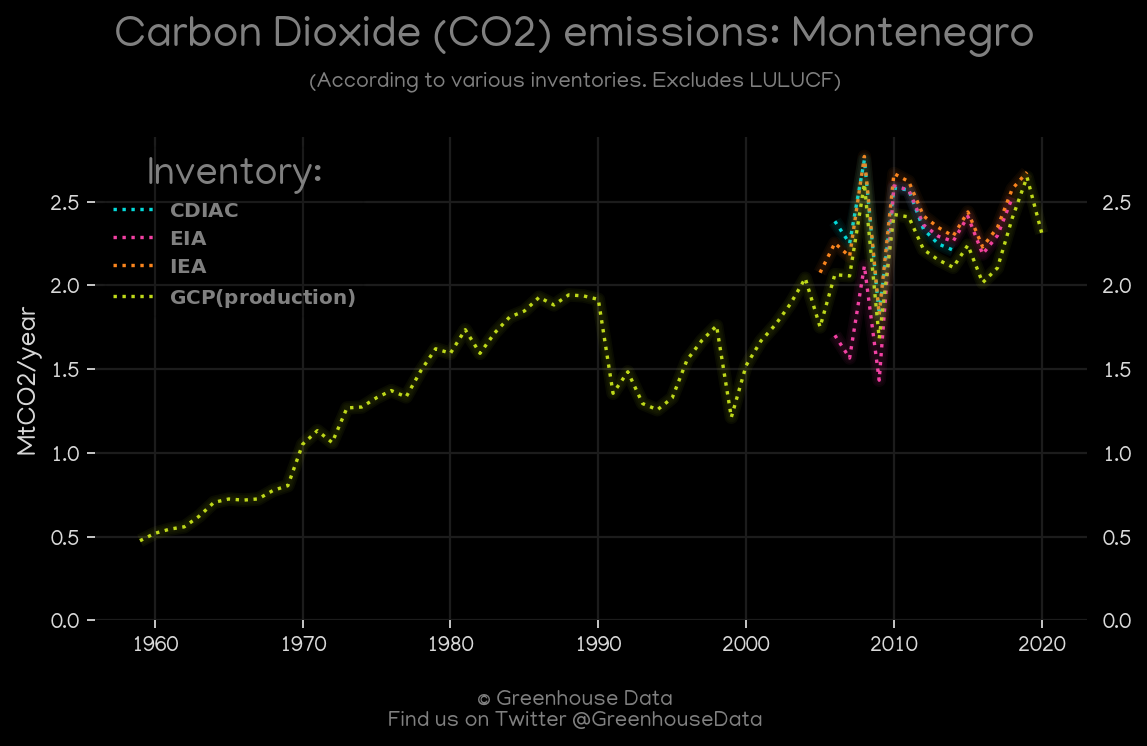 Carbon Dioxide (CO2) emissions: Montenegro
(According to various inventories. Excludes LULUCF)
Inventory:
CDIAC
EIA
IEA
GCP(production)
MtCO2/year
2.5
2.0
1.5
1.0
0.5
0.0
2.5
2.0
1.5
1.0
0.5
0.0
1960 1970 1980 1990 2000 2010 2020
© Greenhouse Data
Find us on Twitter @GreenhouseData